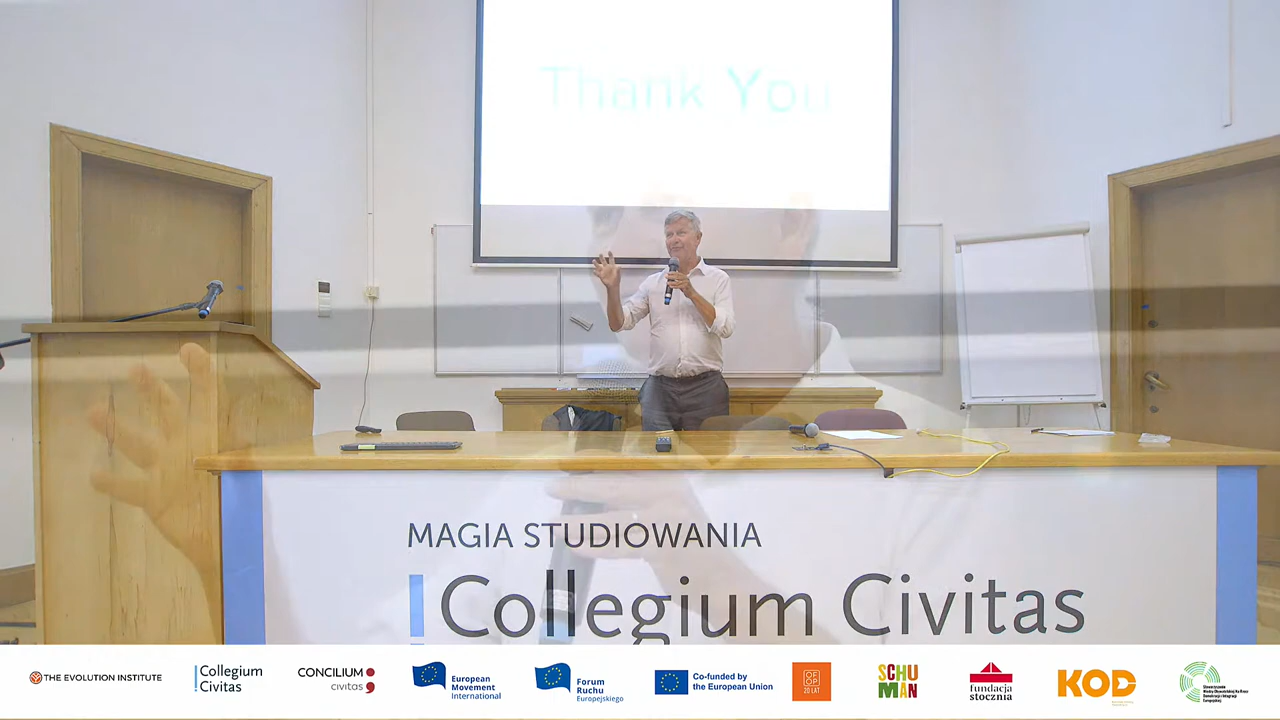 Thank You
MAGIA STUDIOWANIA
Collegium Civitas
THE EVOLUTION INSTITUTE
Collegium
Civitas
CONCILIUM
civitas
European
Movement
International
Forum
Ruchu
Europejskiego
Co-funded by
the European Union
OF
OP
20 LAT
SCHU
MAN
fundacja
stocznia
KOD
Stowarzyszenie